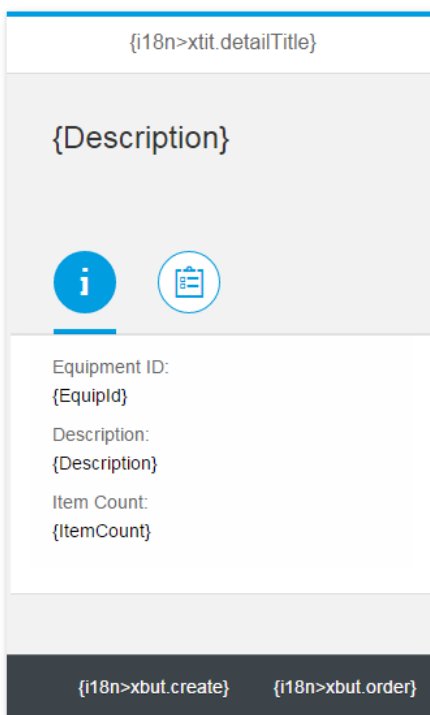 {i18n>xtit.detailTitle}
{Description}
Equipment ID:
{EquipId}
Description:
{Description}
Item Count:
{ItemCount}
{i18n>xbut.create} {i18n>xbut.order}